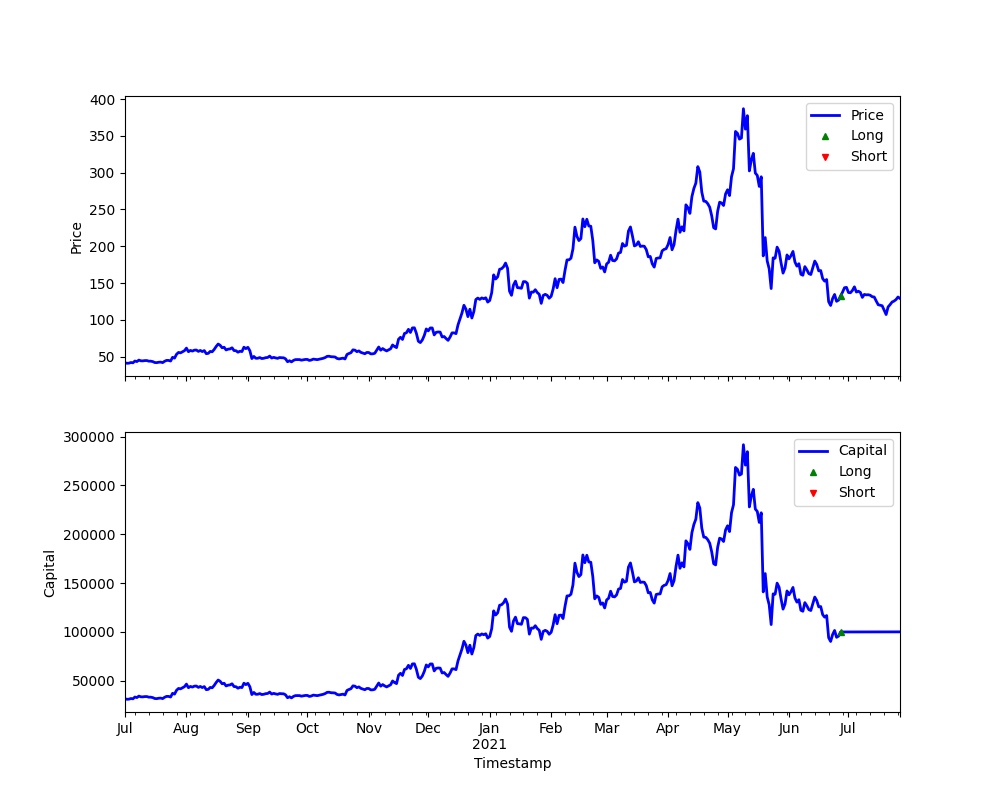 400
350
300
250
200
150
100
50
Price
Price
Long
Short
300000
250000
200000
150000
100000
50000
Capital
Capital
Long
Short
Jul Aug Sep Oct Nov Dec Jan Feb Mar Apr May Jun Jul
2021
Timestamp